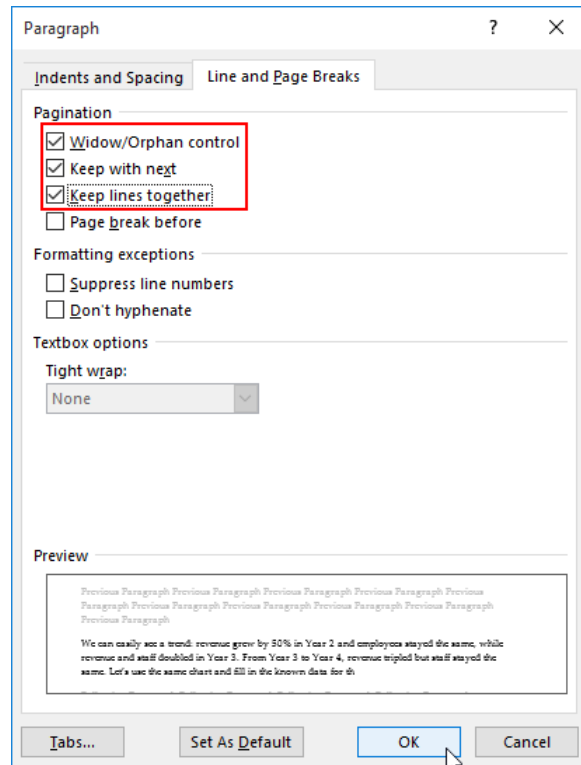 Paragraph ?
Indents and Spacing Line and Page Breaks
Pagination
Widow/Orphan control
Keep with next
Keep lines together
Page break before
Formatting exceptions
Suppress line numbers
Don't hyphenate
Textbox options
Tight wrap:
None
Preview
Previous Paragraph Previous Paragraph Previous Paragraph Previous Paragraph Previous
Paragraph Previous Paragraph Previous Paragraph Previous Paragraph Previous Paragraph
Previous Paragraph
We can easily see a trend: revenue grew by 50% in Year 2 and employees stayed the same, while
revenue and staff doubled in Year 3. From Year 3 to Year 4, revenue tripled but staff stayed the
same. Let's use the same chart and fill in the known data for th
Tabs... Set As Default OK Cancel